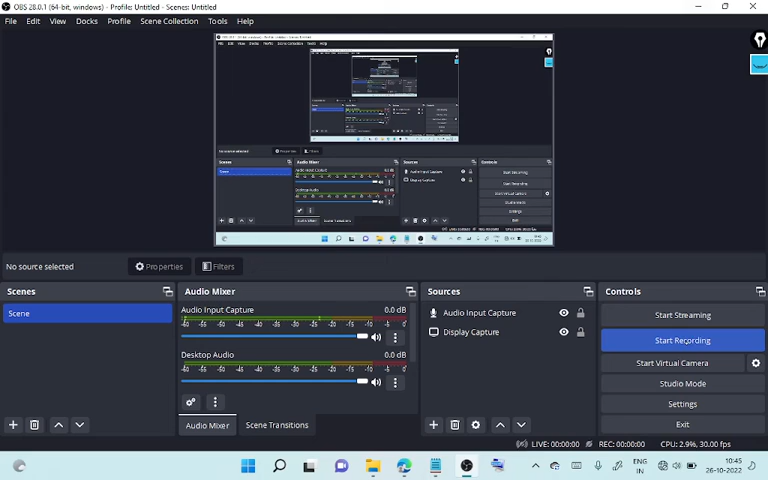 OBS 28.0.1 (64-bit, windows) - Profile: Untitled - Scenes: Untitled
File Edit View Docks Profile Scene Collection Tools Help
No source selected
Properties
Filters
Scenes
Audio Mixer
Sources
Controls
Scene
Audio Input Capture
0.0 dB
-60 -55 -50 -45 -40 -35 -30 -25 -20 -15 -10 -5 0
Desktop Audio
0.0 dB
-60 -55 -50 -45 -40 -35 -30 -25 -20 -15 -10 -5 0
Audio Input Capture
Display Capture
Start Streaming
Start Recording
Start Virtual Camera
Studio Mode
Settings
Exit
Audio Mixer
Scene Transitions
LIVE: 00:00:00
REC: 00:00:00
CPU: 2.9%, 30.00 fps
ENG
IN
10:45
26-10-2022